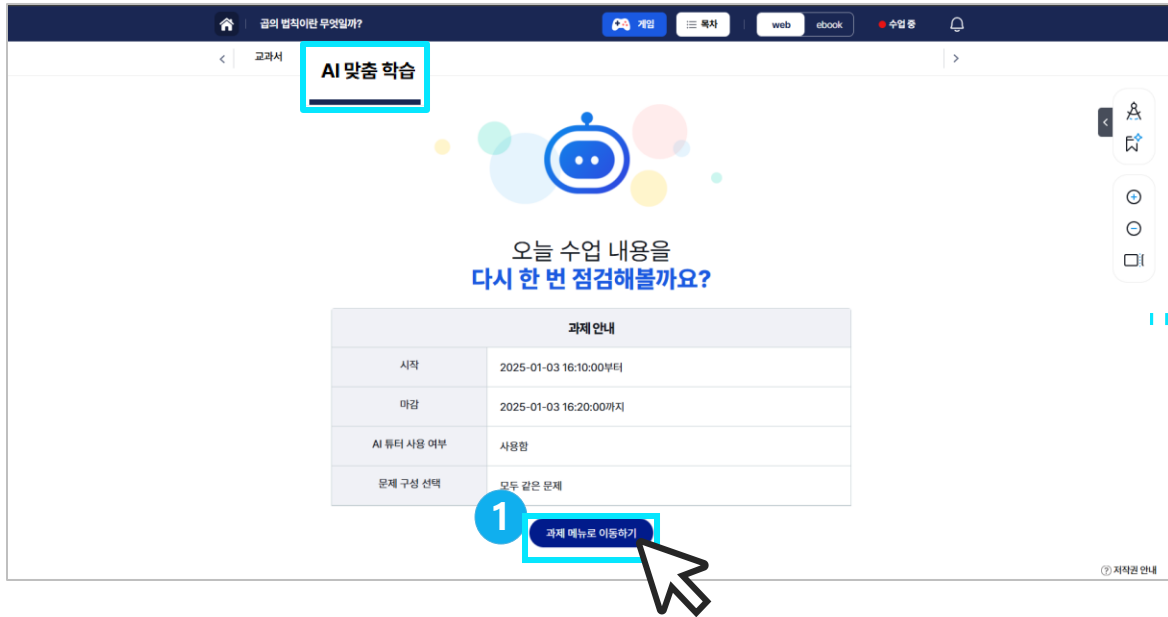 곱의 법칙이란 무엇일까?
게임
목차
web
ebook
수업 중
교과서
AI 맞춤 학습
오늘 수업 내용을
다시 한 번 점검해볼까요?
과제 안내
시작
2025-01-03 16:10:00부터
마감
2025-01-03 16:20:00까지
AI 튜터 사용 여부
사용함
문제 구성 선택
모두 같은 문제
1
과제 메뉴로 이동하기
? 저작권 안내